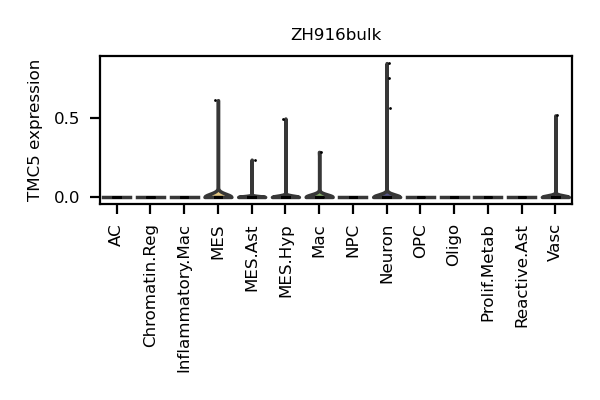 ZH916bulk
TMC5 expression
0.5
0.0
AC
Chromatin.Reg
Inflammatory.Mac
MES
MES.Ast
MES.Hyp
Mac
NPC
Neuron
OPC
Oligo
Prolif.Metab
Reactive.Ast
Vasc